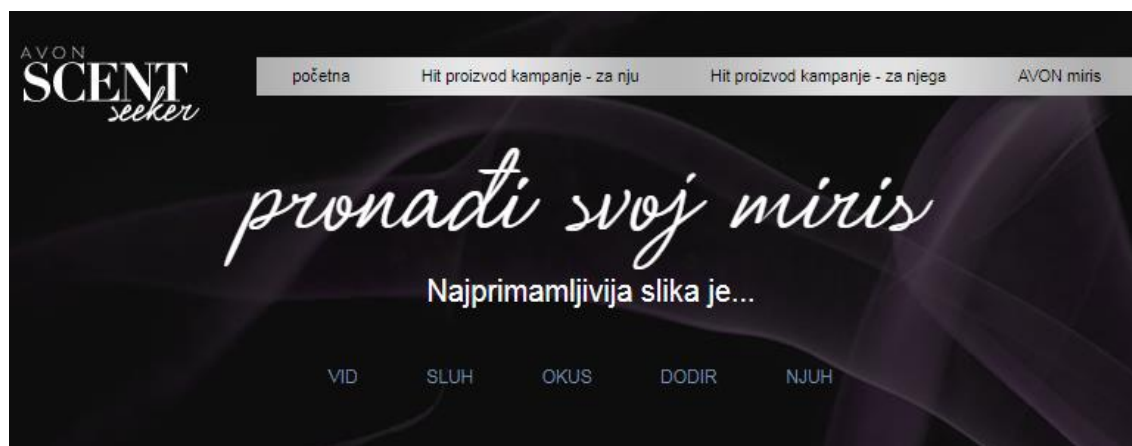 AVON
SCENT
seeker
početna Hit proizvod kampanje - za nju Hit proizvod kampanje - za njega AVON miris
pronađi svoj miris
Najprimamljivija slika je...
VID SLUH OKUS DODIR NJUH